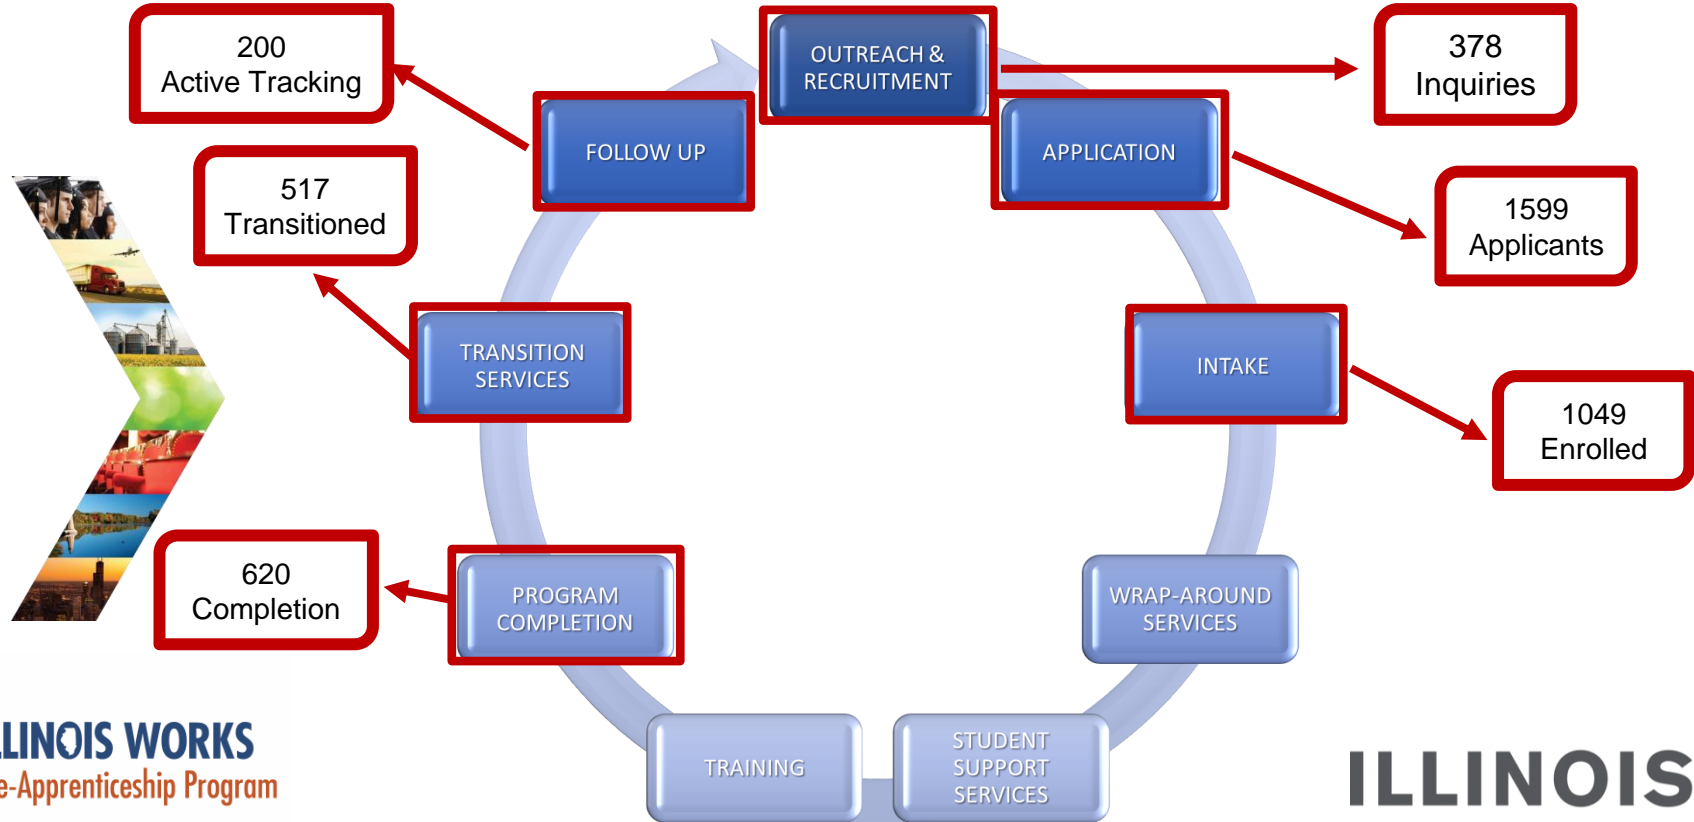 OUTREACH &
RECRUITMENT
378
Inquiries
APPLICATION
1599
Applicants
INTAKE
1049
Enrolled
WRAP-AROUND
SERVICES
STUDENT
SUPPORT
SERVICES
TRAINING
PROGRAM
COMPLETION
620
Completion
TRANSITION
SERVICES
517
Transitioned
FOLLOW UP
200
Active Tracking
LLINOIS WORKS
e-Apprenticeship Program
ILLINOIS